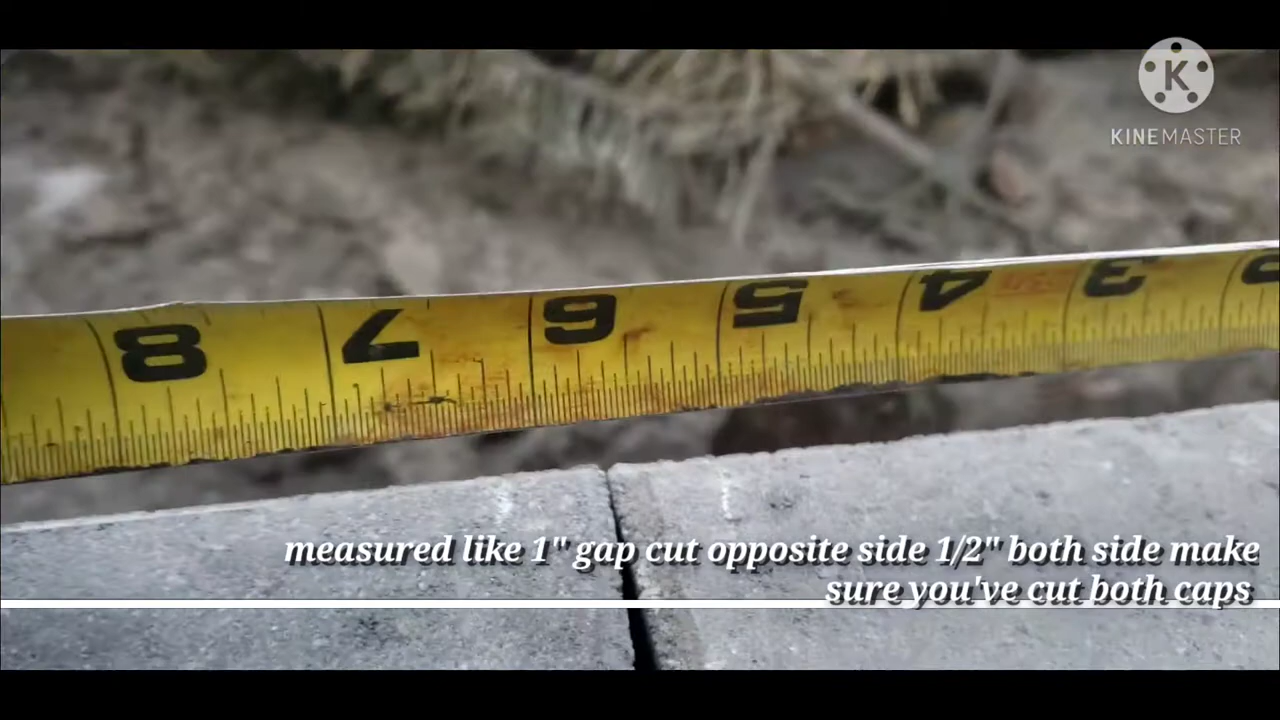 K
KINEMASTER
8 7 6 5 4 3
measured like 1" gap cut opposite side 1/2" both side make
sure you've cut both caps